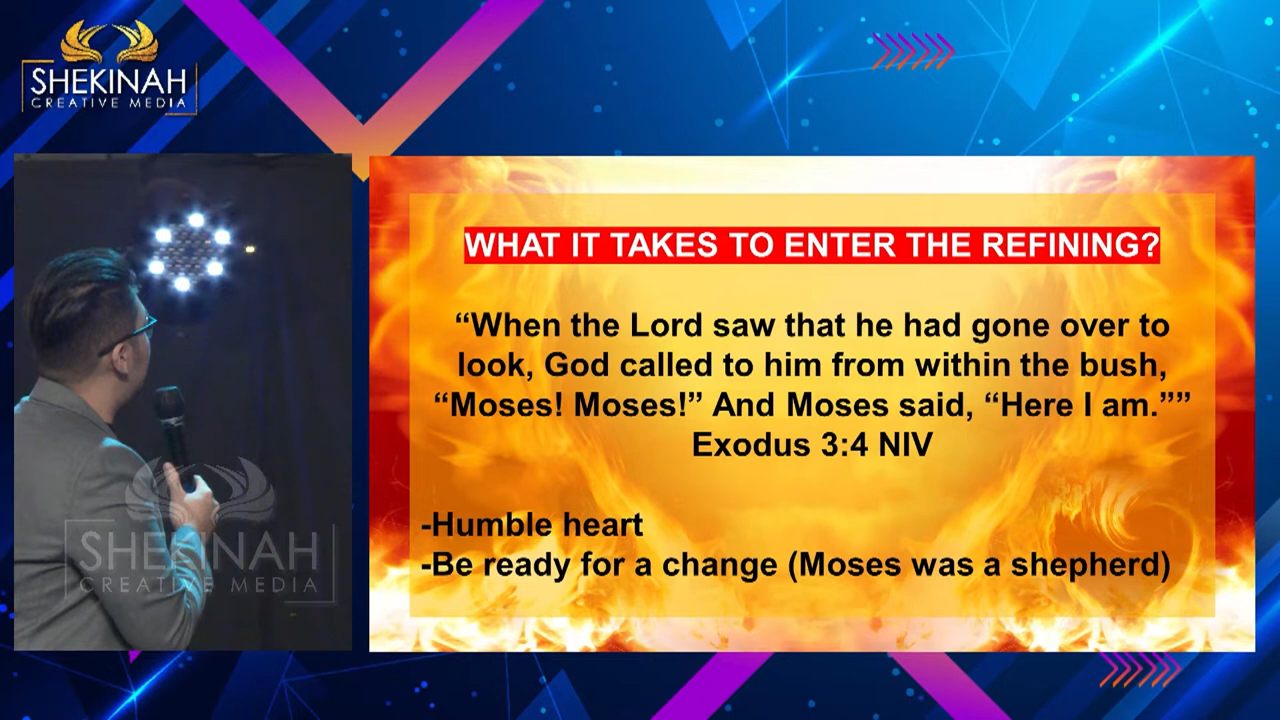 SHEKINAH
CREATIVE MEDIA
WHAT IT TAKES TO ENTER THE REFINING?
“When the Lord saw that he had gone over to
look, God called to him from within the bush,
“Moses! Moses!” And Moses said, “Here I am.””
Exodus 3:4 NIV
-Humble heart
-Be ready for a change (Moses was a shepherd)
SHEKINAH
CREATIVE MEDIA